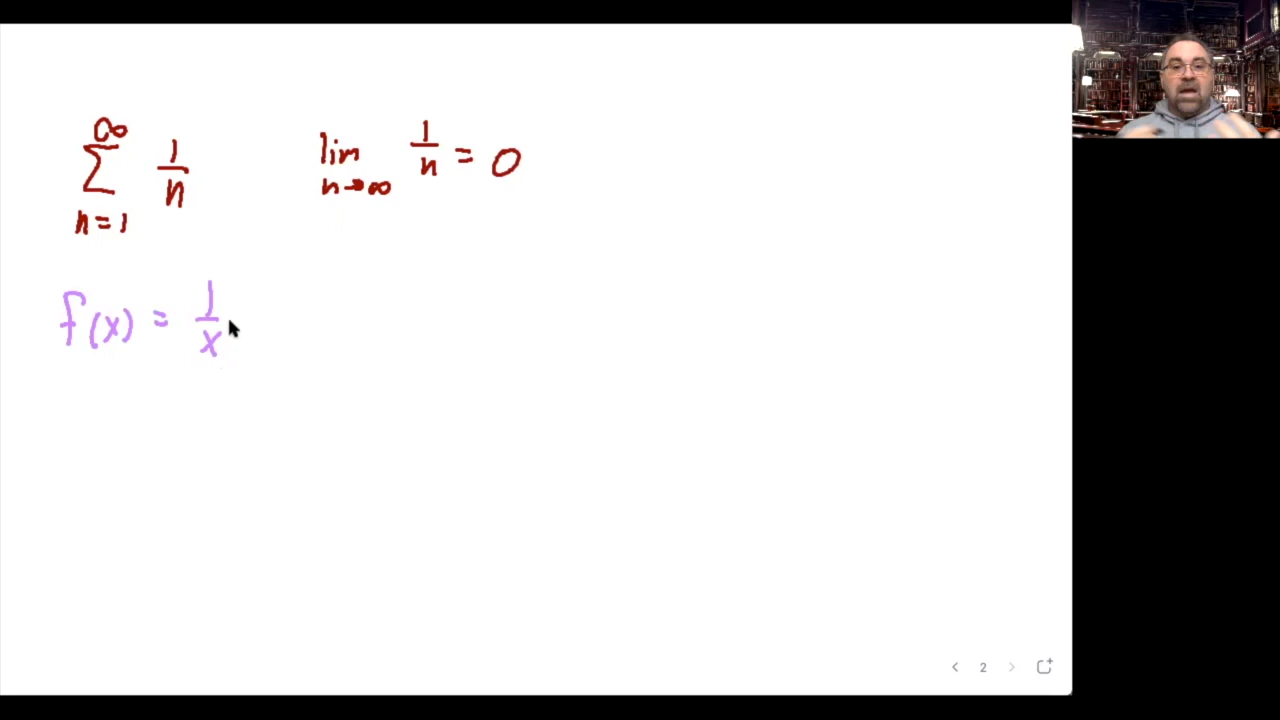 ∞
∑ 1/n
n=1
lim 1/n = 0
n→∞
f(x) = 1/x
< 2 >